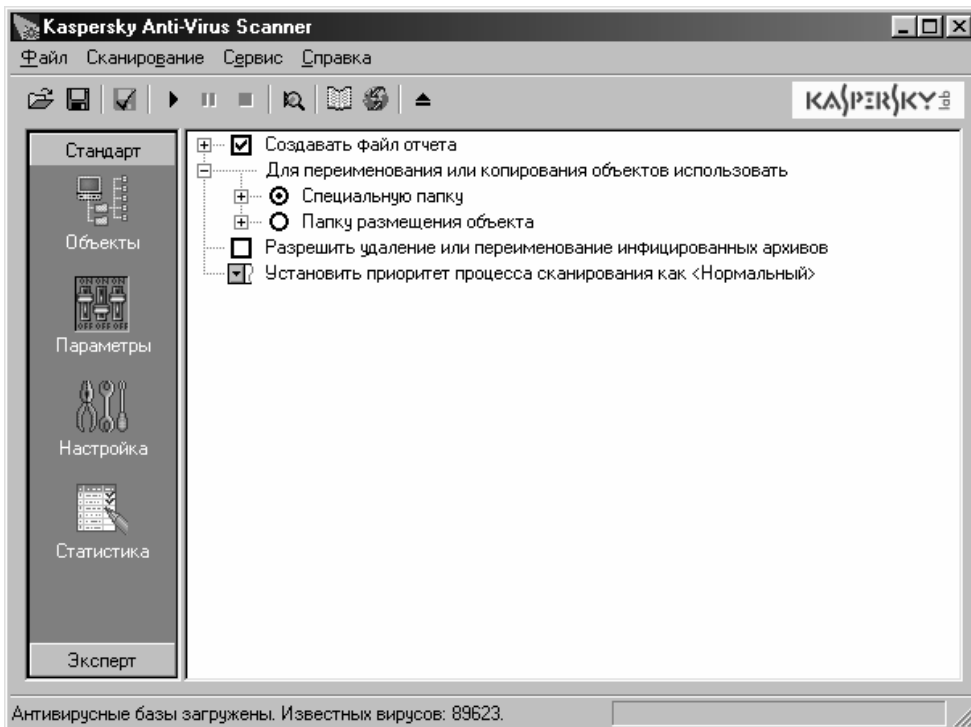 Kaspersky Anti-Virus Scanner
Файл Сканирование Сервис Справка
KASPERSKY
Стандарт
Объекты
Параметры
Настройка
Статистика
Эксперт
Создавать файл отчета
Для переименования или копирования объектов использовать
Специальную папку
Папку размещения объекта
Разрешить удаление или переименование инфицированных архивов
Установить приоритет процесса сканирования как <Нормальный>
Антивирусные базы загружены. Известных вирусов: 89623.